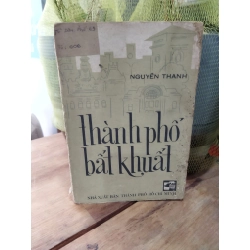 NGUYỄN THANH
thành phố
bất khuất
NHÀ XUẤT BẢN THÀNH PHỐ HỒ CHÍ MINH